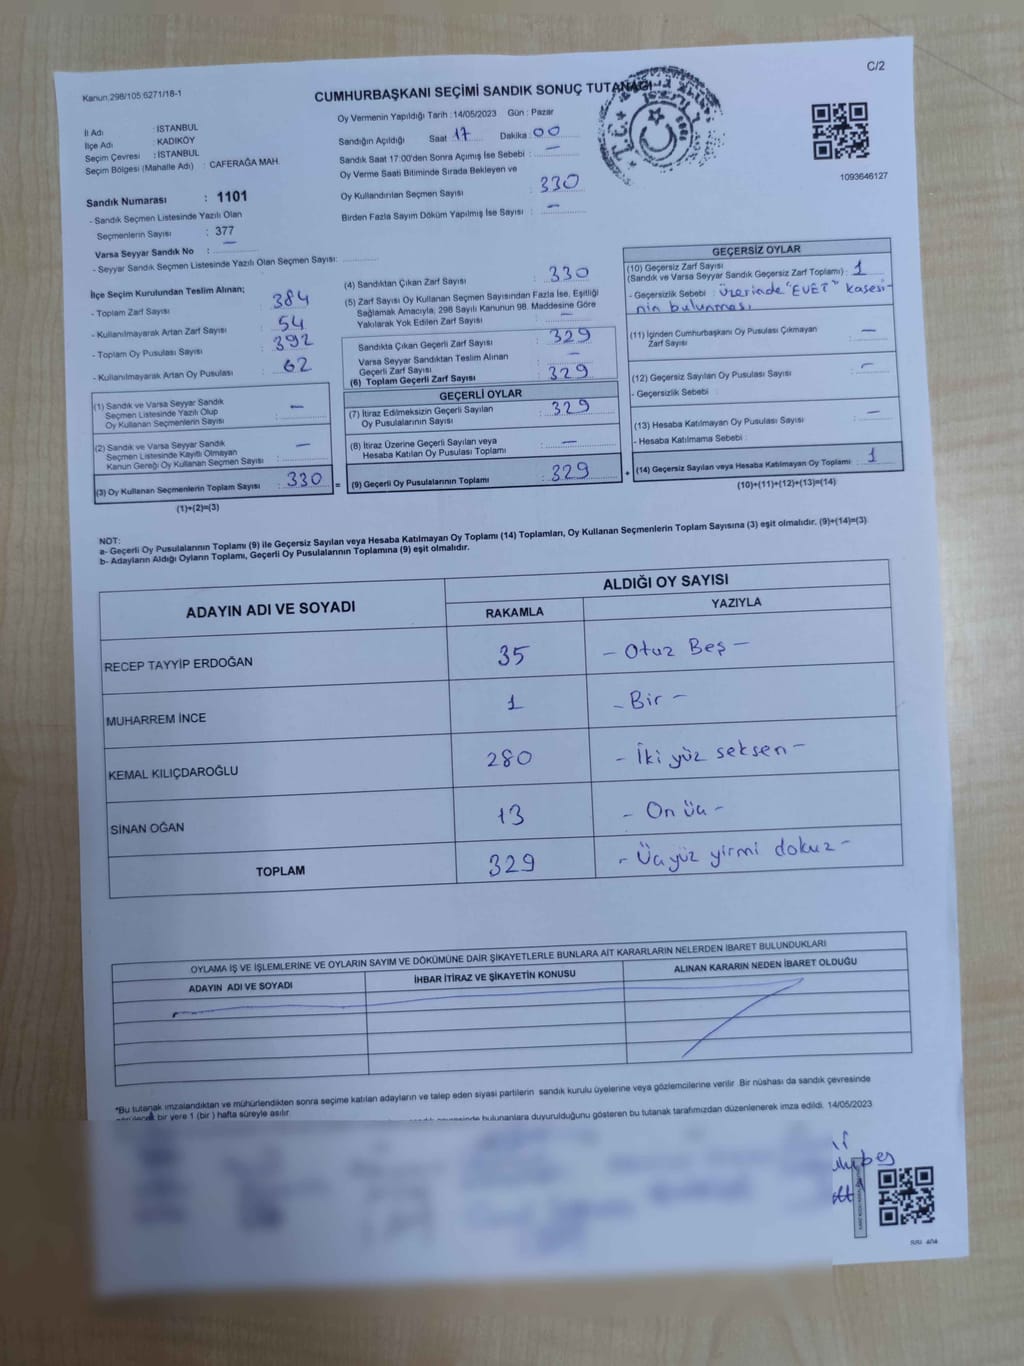 C/2
Kanun:298/105;6271/18-1
CUMHURBAŞKANI SEÇİMİ SANDIK SONUÇ TUTANAĞI
T.C.
İl Adı : İSTANBUL
İlçe Adı : KADIKÖY
Seçim Çevresi : İSTANBUL
Seçim Bölgesi (Mahalle Adı) : CAFERAĞA MAH.
Sandık Numarası : 1101
- Sandık Seçmen Listesinde Yazılı Olan
Seçmenlerin Sayısı : 377
Varsa Seyyar Sandık No : —
- Seyyar Sandık Seçmen Listesinde Yazılı Olan Seçmen Sayısı:
Oy Vermenin Yapıldığı Tarih : 14/05/2023 Gün : Pazar
Sandığın Açıldığı Saat 17 Dakika 00
Sandık Saat 17:00'den Sonra Açımış İse Sebebi : —
Oy Verme Saati Bitiminde Sırada Bekleyen ve
Oy Kullandırılan Seçmen Sayısı : 330
Birden Fazla Sayım Döküm Yapılmış İse Sayısı : —
1093646127
İlçe Seçim Kurulundan Teslim Alınan;
- Toplam Zarf Sayısı : 384
- Kullanılmayarak Artan Zarf Sayısı : 54
- Toplam Oy Pusulası Sayısı : 392
- Kullanılmayarak Artan Oy Pusulası : 62
(1) Sandık ve Varsa Seyyar Sandık
Seçmen Listesinde Yazılı Olup
Oy Kullanan Seçmenlerin Sayısı : —
(2) Sandık ve Varsa Seyyar Sandık
Seçmen Listesinde Kayıtlı Olmayan
Kanun Gereği Oy Kullanan Seçmen Sayısı : —
(3) Oy Kullanan Seçmenlerin Toplam Sayısı : 330 =
(1)+(2)=(3)
(4) Sandıktan Çıkan Zarf Sayısı : 330
(5) Zarf Sayısı Oy Kullanan Seçmen Sayısından Fazla İse, Eşitliği
Sağlamak Amacıyla, 298 Sayılı Kanunun 98. Maddesine Göre
Yakılarak Yok Edilen Zarf Sayısı : —
Sandıkta Çıkan Geçerli Zarf Sayısı : 329
Varsa Seyyar Sandıktan Teslim Alınan
Geçerli Zarf Sayısı : —
(6) Toplam Geçerli Zarf Sayısı : 329
GEÇERLİ OYLAR
(7) İtiraz Edilmeksizin Geçerli Sayılan
Oy Pusulalarının Sayısı : 329
(8) İtiraz Üzerine Geçerli Sayılan veya
Hesaba Katılan Oy Pusulası Toplamı : —
(9) Geçerli Oy Pusulalarının Toplamı : 329 +
GEÇERSİZ OYLAR
(10) Geçersiz Zarf Sayısı
(Sandık ve Varsa Seyyar Sandık Geçersiz Zarf Toplamı) : 1
- Geçersizlik Sebebi : üzerinde "EVET" kaşesi-
nin bulunması.
(11) İçinden Cumhurbaşkanı Oy Pusulası Çıkmayan
Zarf Sayısı : —
(12) Geçersiz Sayılan Oy Pusulası Sayısı : —
- Geçersizlik Sebebi :
(13) Hesaba Katılmayan Oy Pusulası Sayısı : —
- Hesaba Katılmama Sebebi :
(14) Geçersiz Sayılan veya Hesaba Katılmayan Oy Toplamı : 1
(10)+(11)+(12)+(13)=(14)
NOT:
a- Geçerli Oy Pusulalarının Toplamı (9) ile Geçersiz Sayılan veya Hesaba Katılmayan Oy Toplamı (14) Toplamları, Oy Kullanan Seçmenlerin Toplam Sayısına (3) eşit olmalıdır. (9)+(14)=(3)
b- Adayların Aldığı Oyların Toplamı, Geçerli Oy Pusulalarının Toplamına (9) eşit olmalıdır.
ADAYIN ADI VE SOYADI ALDIĞI OY SAYISI
RAKAMLA YAZIYLA
RECEP TAYYİP ERDOĞAN 35 - Otuz Beş -
MUHARREM İNCE 1 - Bir -
KEMAL KILIÇDAROĞLU 280 - İki yüz seksen -
SİNAN OĞAN 13 - On üç -
TOPLAM 329 - Üç yüz yirmi dokuz -
OYLAMA İŞ VE İŞLEMLERİNE VE OYLARIN SAYIM VE DÖKÜMÜNE DAİR ŞİKAYETLERLE BUNLARA AİT KARARLARIN NELERDEN İBARET BULUNDUKLARI
ADAYIN ADI VE SOYADI İHBAR İTİRAZ VE ŞİKAYETİN KONUSU ALINAN KARARIN NEDEN İBARET OLDUĞU
*Bu tutanak imzalandıktan ve mühürlendikten sonra seçime katılan adayların ve talep eden siyasi partilerin sandık kurulu üyelerine veya gözlemcilerine verilir. Bir nüshası da sandık çevresinde
bir yere 1 (bir) hafta süreyle asılır.
bulunanlara duyurulduğunu gösteren bu tutanak tarafımızdan düzenlenerek imza edildi. 14/05/2023